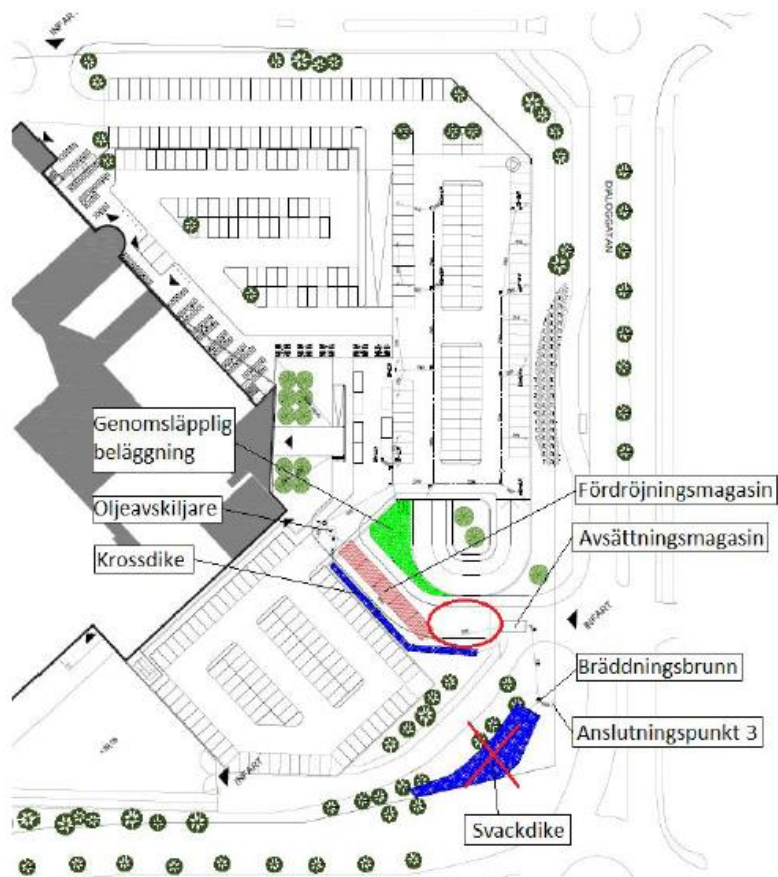 INFART
DIALOGGATAN
Genomsläpplig
beläggning
Fördröjningsmagasin
Oljeavskiljare
Avsättningsmagasin
Krossdike
INFART
Bräddningsbrunn
Anslutningspunkt 3
INFART
Svackdike